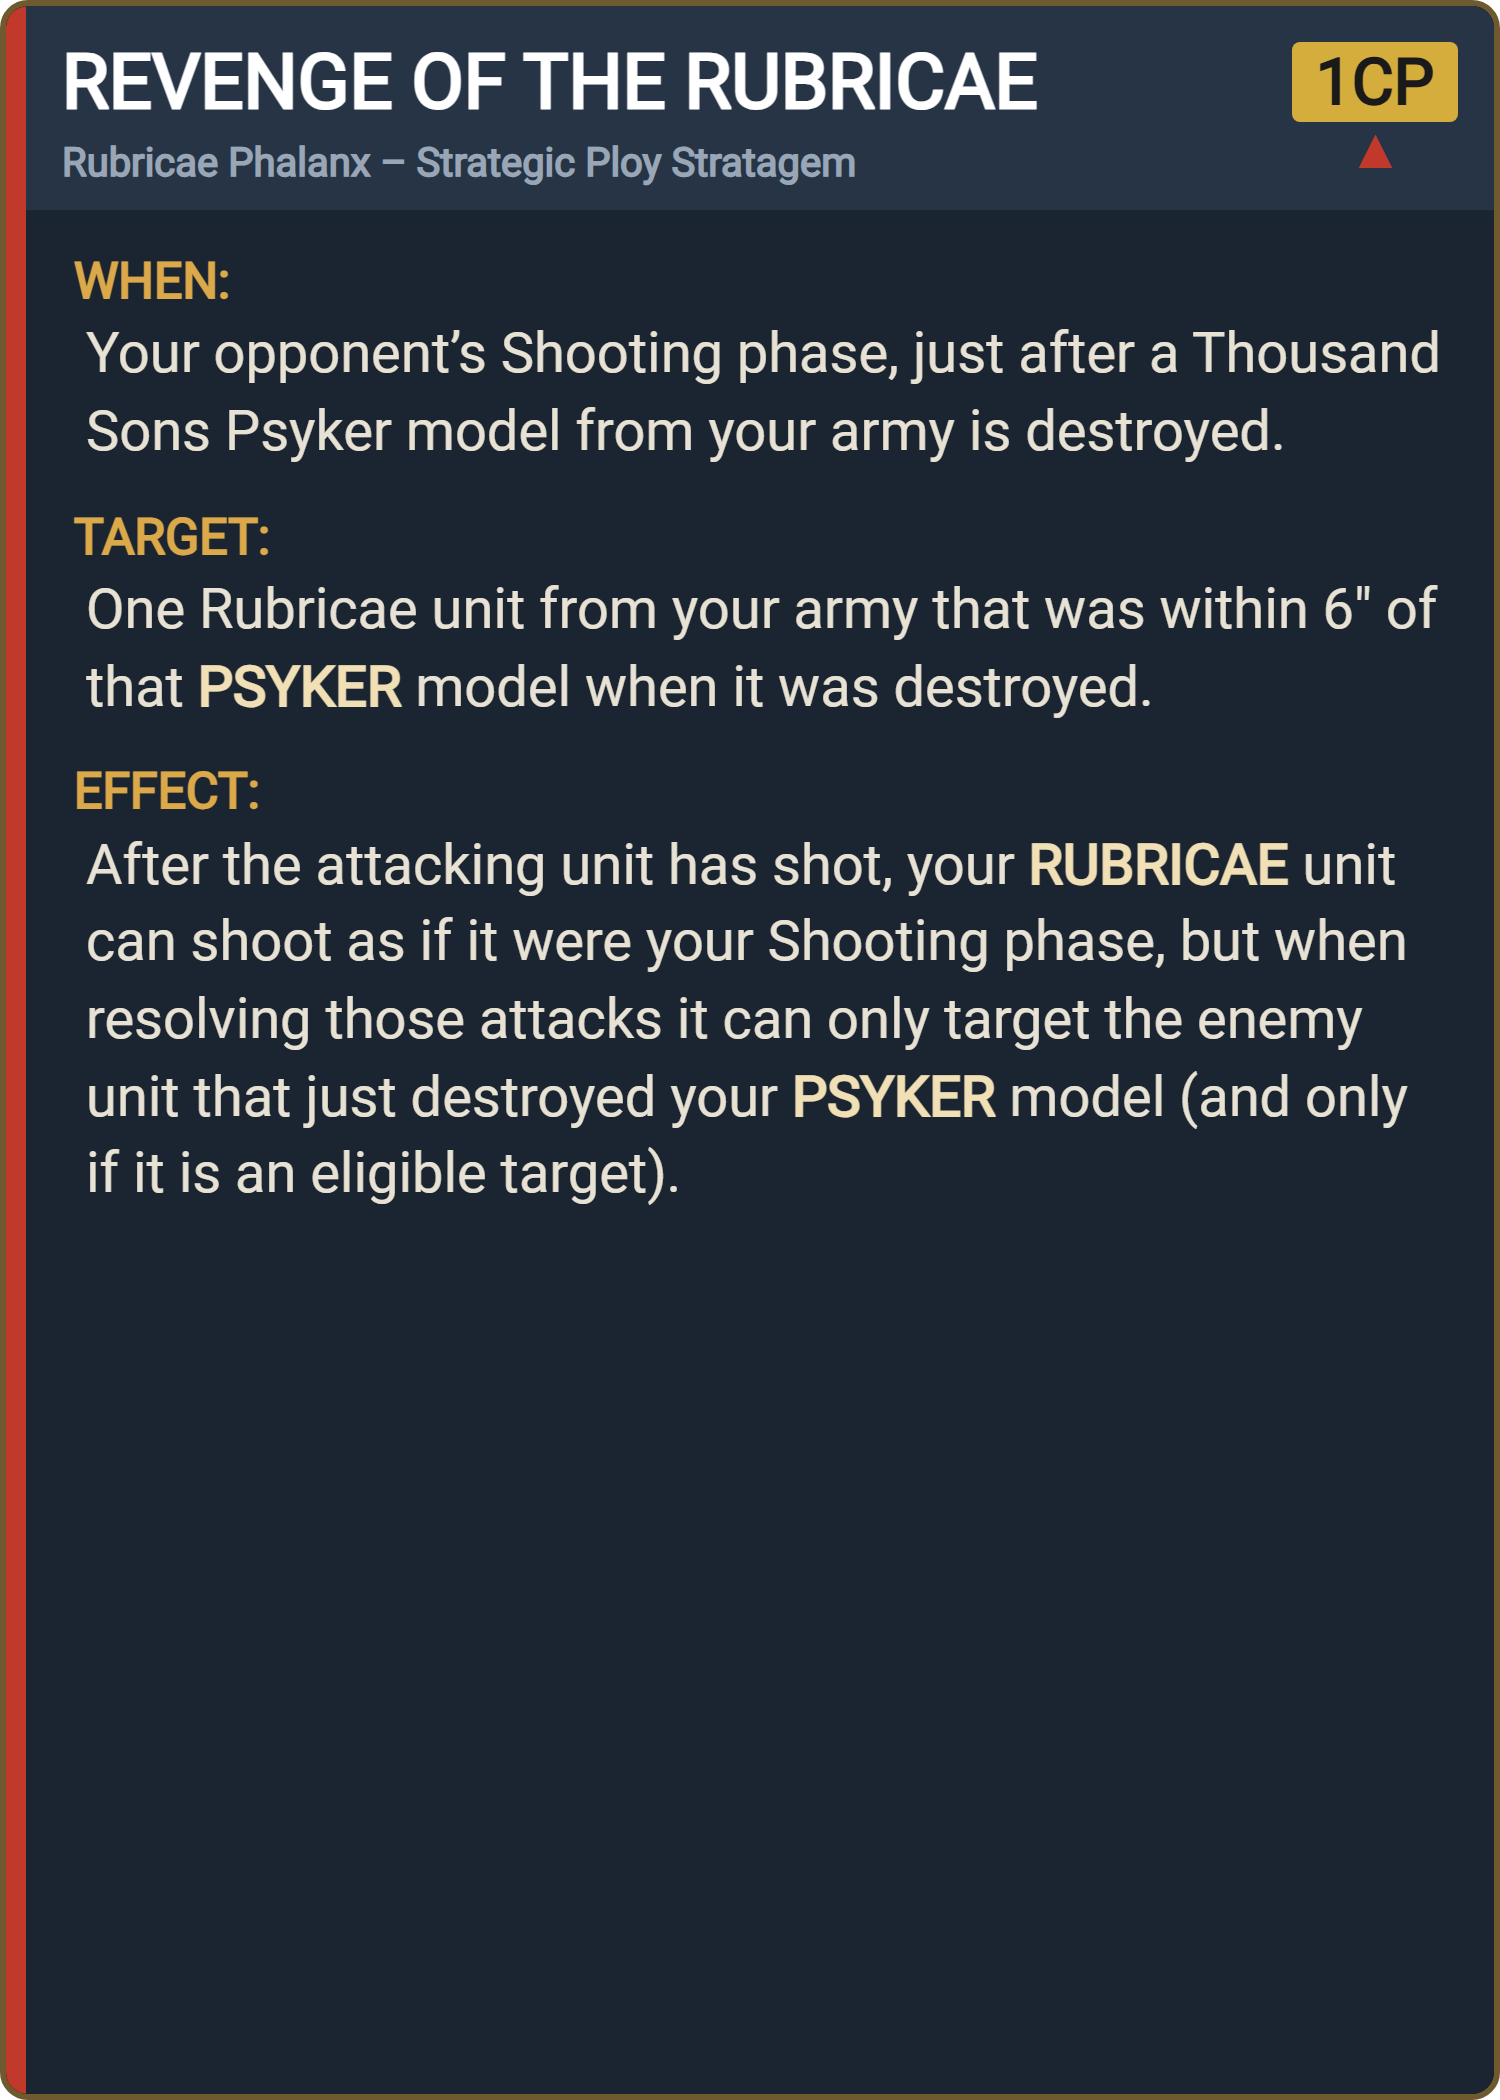 REVENGE OF THE RUBRICAE
1CP
Rubricae Phalanx – Strategic Ploy Stratagem
WHEN:
Your opponent’s Shooting phase, just after a Thousand
Sons Psyker model from your army is destroyed.
TARGET:
One Rubricae unit from your army that was within 6" of
that PSYKER model when it was destroyed.
EFFECT:
After the attacking unit has shot, your RUBRICAE unit
can shoot as if it were your Shooting phase, but when
resolving those attacks it can only target the enemy
unit that just destroyed your PSYKER model (and only
if it is an eligible target).